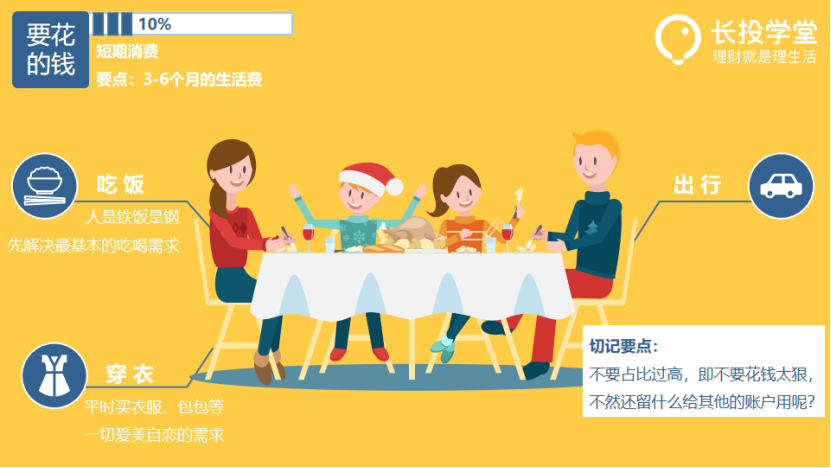 要花
的钱
10%
短期消费
要点：3-6个月的生活费
长投学堂
理财就是理生活
吃饭
人是铁饭是钢
先解决最基本的吃喝需求
出行
穿衣
平时买衣服、包包等
一切爱美自恋的需求
切记要点：
不要占比过高，即不要花钱太狠，
不然还留什么给其他的账户用呢？